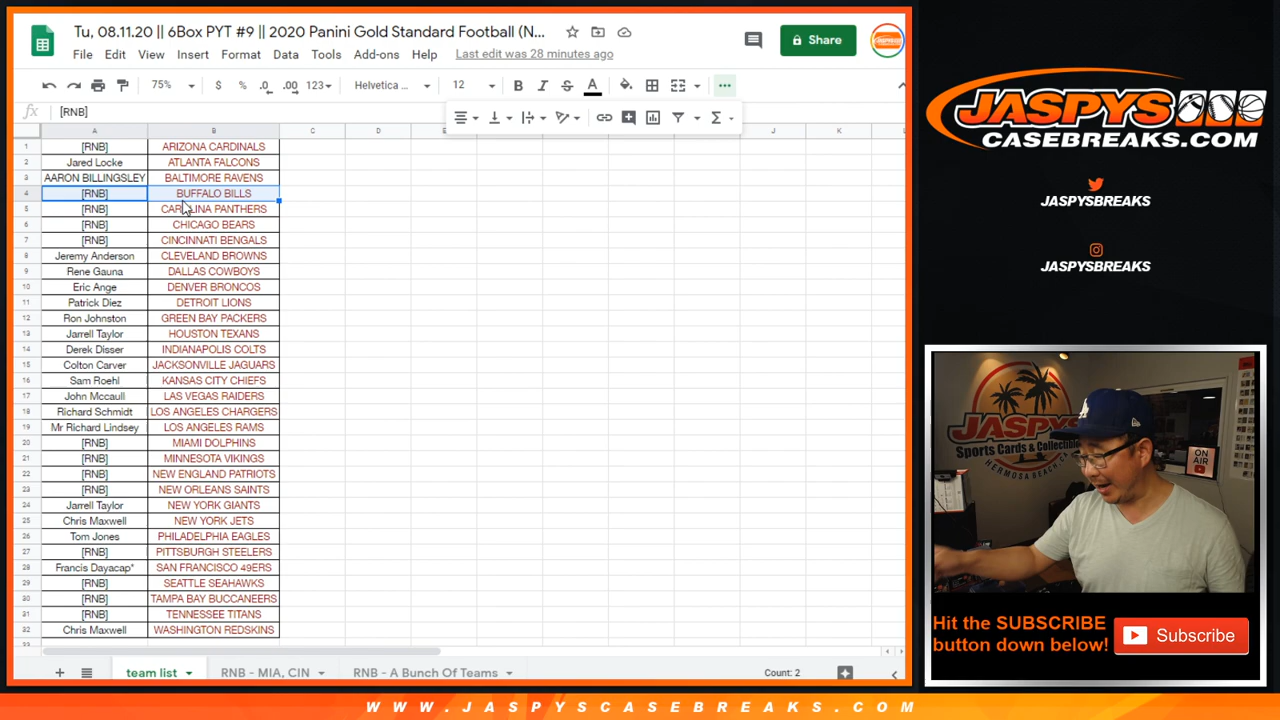 Tu, 08.11.20 || 6Box PYT #9 || 2020 Panini Gold Standard Football (N...
File Edit View Insert Format Data Tools Add-ons Help Last edit was 28 minutes ago
Share
75% $ % .0 .00 123 Helvetica ... 12 B I S A
fx [RNB]
A B C D J K
1 [RNB] ARIZONA CARDINALS
2 Jared Locke ATLANTA FALCONS
3 AARON BILLINGSLEY BALTIMORE RAVENS
4 [RNB] BUFFALO BILLS
5 [RNB] CAROLINA PANTHERS
6 [RNB] CHICAGO BEARS
7 [RNB] CINCINNATI BENGALS
8 Jeremy Anderson CLEVELAND BROWNS
9 Rene Gauna DALLAS COWBOYS
10 Eric Ange DENVER BRONCOS
11 Patrick Diez DETROIT LIONS
12 Ron Johnston GREEN BAY PACKERS
13 Jarrell Taylor HOUSTON TEXANS
14 Derek Disser INDIANAPOLIS COLTS
15 Colton Carver JACKSONVILLE JAGUARS
16 Sam Roehl KANSAS CITY CHIEFS
17 John Mccaull LAS VEGAS RAIDERS
18 Richard Schmidt LOS ANGELES CHARGERS
19 Mr Richard Lindsey LOS ANGELES RAMS
20 [RNB] MIAMI DOLPHINS
21 [RNB] MINNESOTA VIKINGS
22 [RNB] NEW ENGLAND PATRIOTS
23 [RNB] NEW ORLEANS SAINTS
24 Jarrell Taylor NEW YORK GIANTS
25 Chris Maxwell NEW YORK JETS
26 Tom Jones PHILADELPHIA EAGLES
27 [RNB] PITTSBURGH STEELERS
28 Francis Dayacap* SAN FRANCISCO 49ERS
29 [RNB] SEATTLE SEAHAWKS
30 [RNB] TAMPA BAY BUCCANEERS
31 [RNB] TENNESSEE TITANS
32 Chris Maxwell WASHINGTON REDSKINS
team list RNB - MIA, CIN RNB - A Bunch Of Teams Count: 2
JASPYS
CASEBREAKS.COM
JASPYSBREAKS
JASPYSBREAKS
JASPYS
Sports Cards & Collectibles
HERMOSA BEACH,
ON AIR
Hit the SUBSCRIBE
button down below!
Subscribe
WWW.JASPYSCASEBREAKS.COM